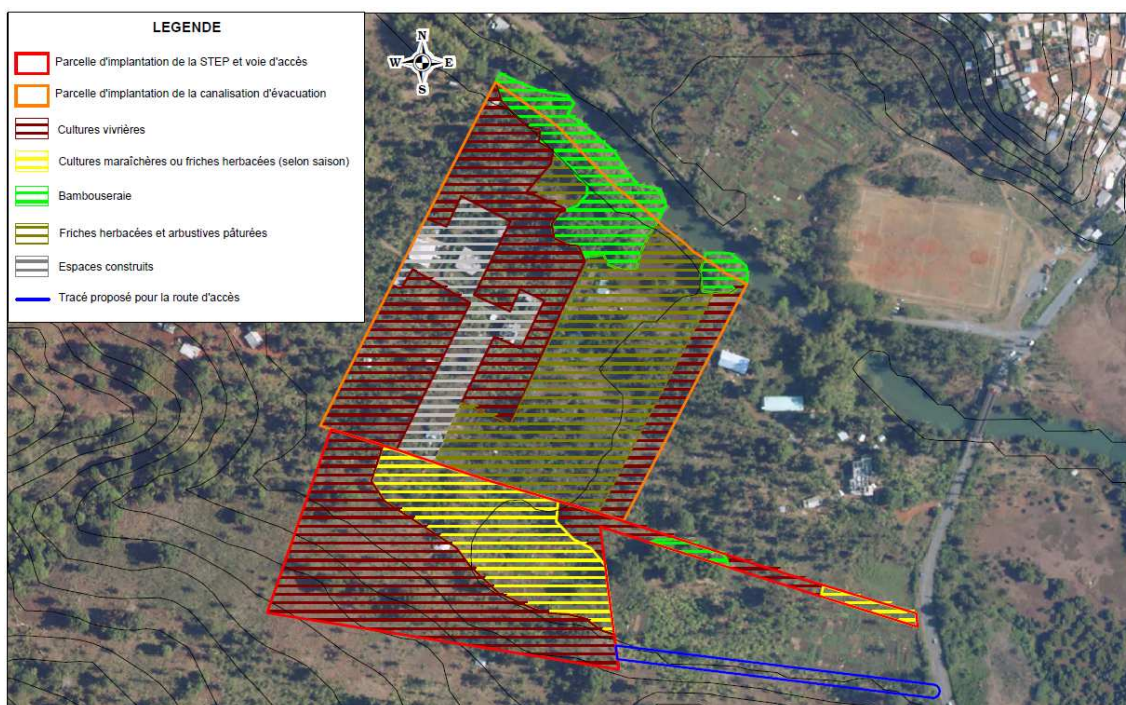 LEGENDE
Parcelle d'implantation de la STEP et voie d'accès
Parcelle d'implantation de la canalisation d'évacuation
Cultures vivrières
Cultures maraîchères ou friches herbacées (selon saison)
Bambouseraie
Friches herbacées et arbustives pâturées
Espaces construits
Tracé proposé pour la route d'accès
N
W E
S